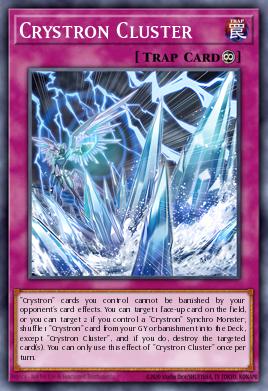 Crystron Cluster
TRAP
[Trap Card
]
"Crystron" cards you control cannot be banished by your
opponent's card effects. You can target 1 face-up card on the field,
or you can target 2 if you control a "Crystron" Synchro Monster;
shuffle 1 "Crystron" card from your GY or banishment into the Deck,
except "Crystron Cluster", and if you do, destroy the targeted
card(s). You can only use this effect of "Crystron Cluster" once per
turn.